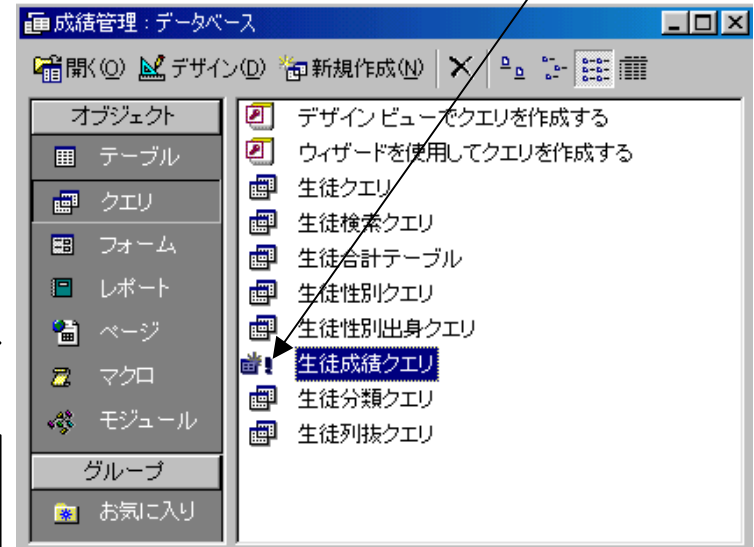 成績管理：データベース
開く(O) デザイン(D) 新規作成(N)
オブジェクト
テーブル
クエリ
フォーム
レポート
ページ
マクロ
モジュール
グループ
お気に入り
デザイン ビューでクエリを作成する
ウィザードを使用してクエリを作成する
生徒クエリ
生徒検索クエリ
生徒合計テーブル
生徒性別クエリ
生徒性別出身クエリ
生徒成績クエリ
生徒分類クエリ
生徒列抜クエリ